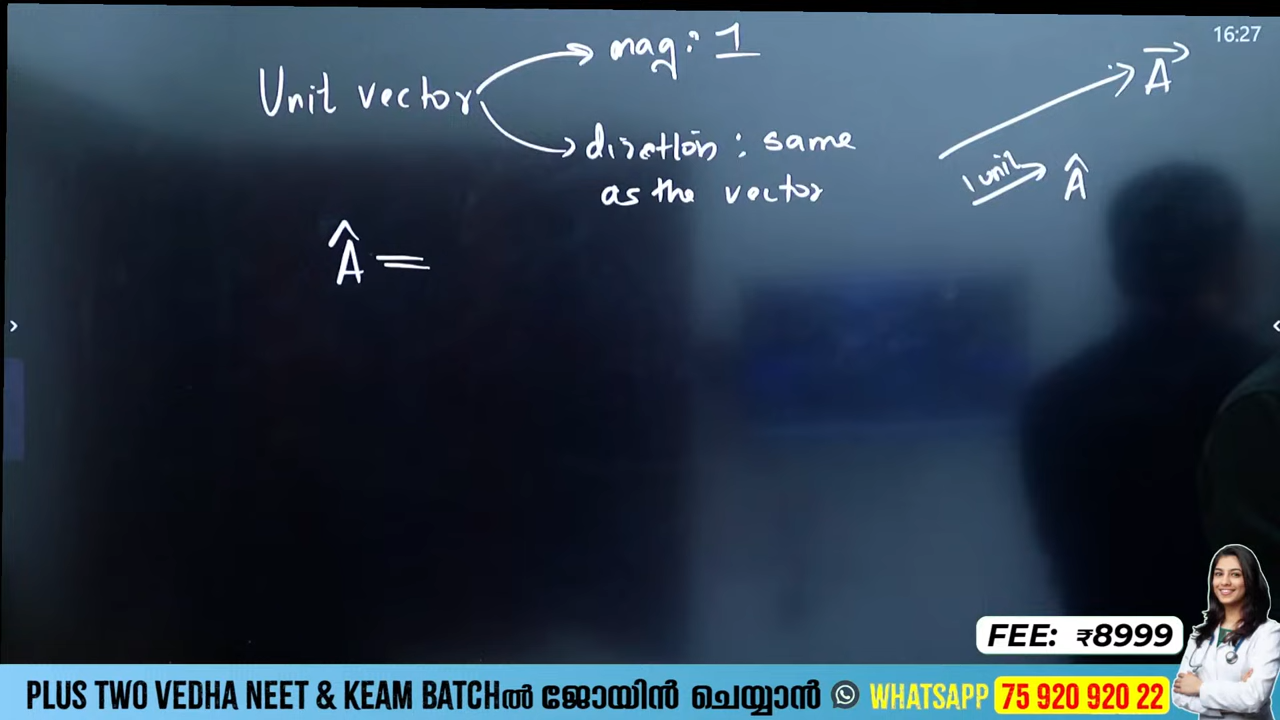 16:27
mag: 1
Unit vector
direction : same
as the vector
A
1 unit
Â
Â =
FEE: ₹8999
PLUS TWO VEDHA NEET & KEAM BATCHൽ ജോയിൻ ചെയ്യാൻ WHATSAPP 75 920 920 22